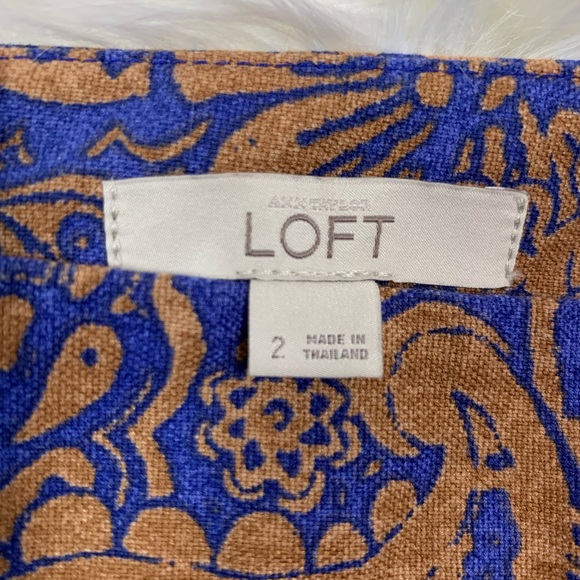 ANN TAYLOR
LOFT
2
MADE IN
THAILAND